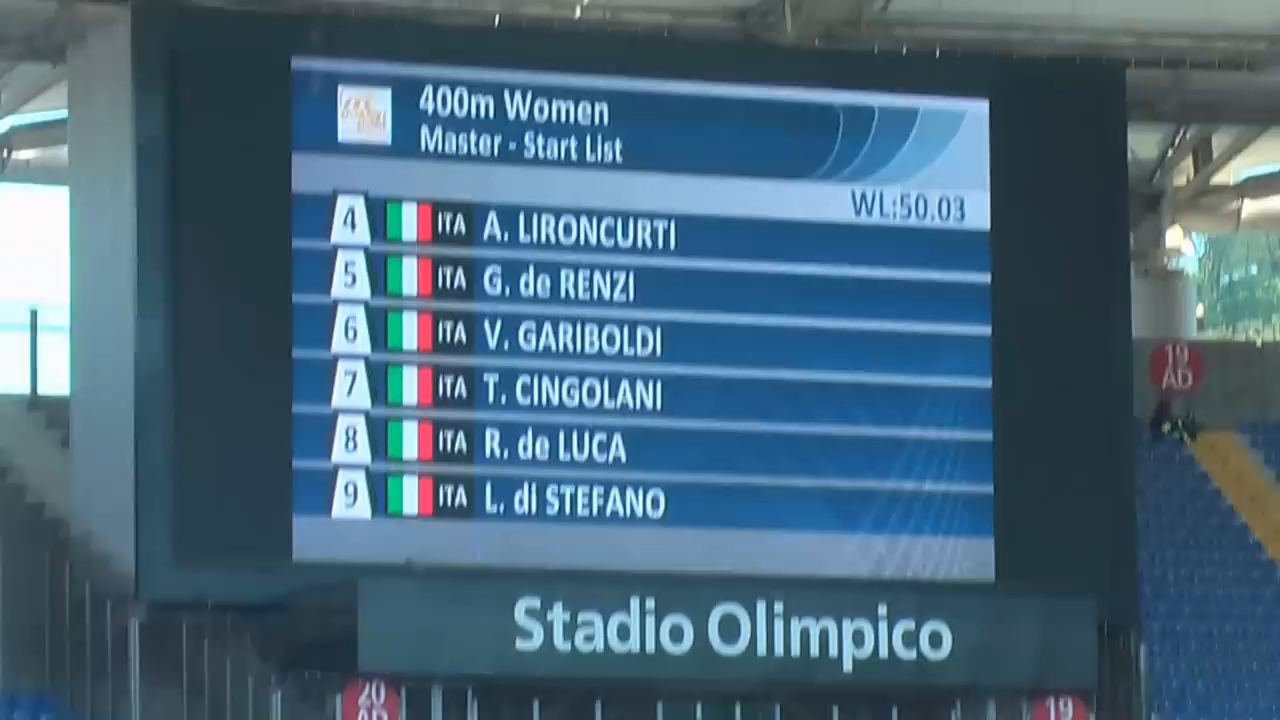 400m Women
Master - Start List
WL:50.03
4 ITA A. LIRONCURTI
5 ITA G. de RENZI
6 ITA V. GARIBOLDI
7 ITA T. CINGOLANI
8 ITA R. de LUCA
9 ITA L. di STEFANO
Stadio Olimpico
19
AD
20
AD
19